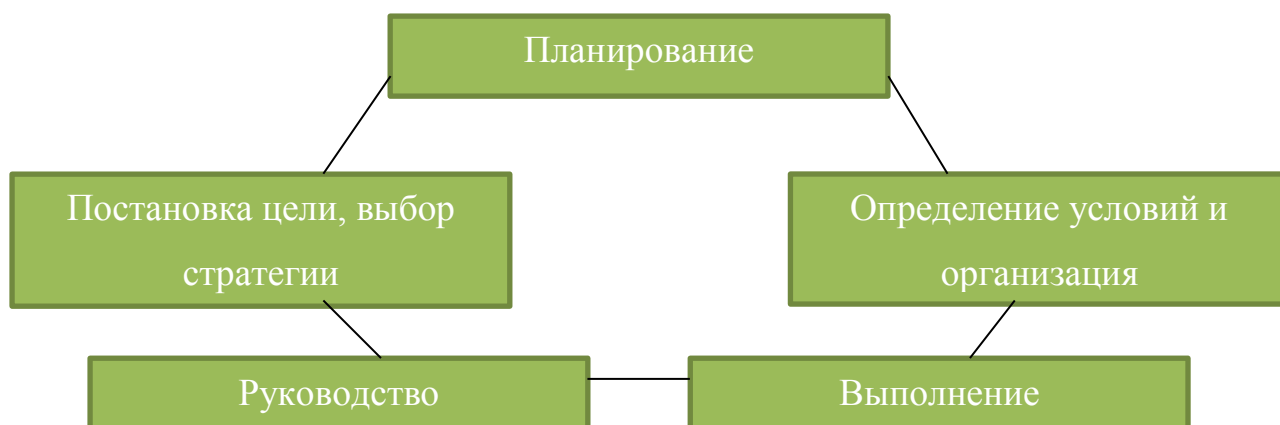 Планирование
Постановка цели, выбор
стратегии
Определение условий и
организация
Руководство
Выполнение